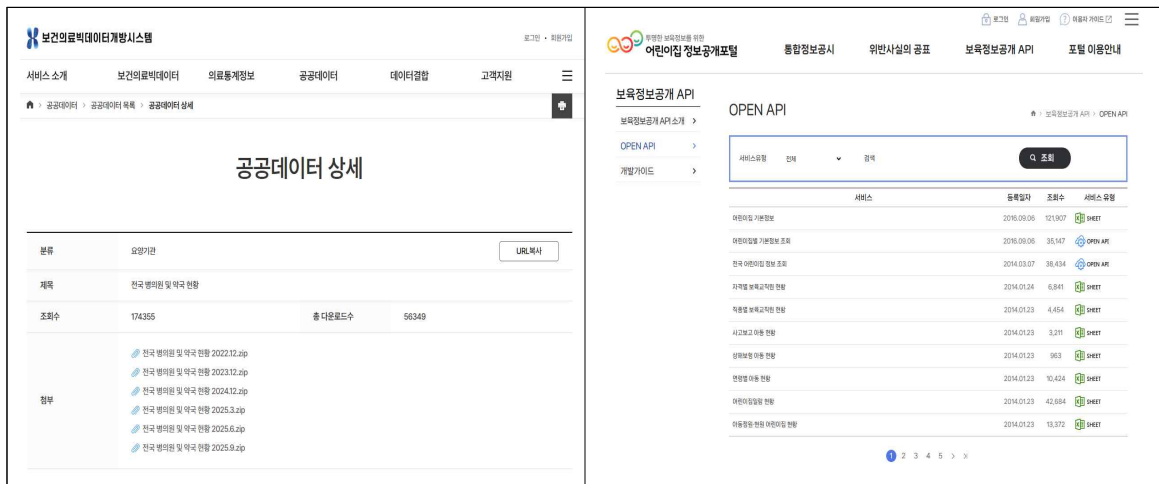 보건의료빅데이터개방시스템
로그인 • 회원가입
서비스 소개 보건의료빅데이터 의료통계정보 공공데이터 데이터결합 고객지원
공공데이터 > 공공데이터 목록 > 공공데이터 상세
공공데이터 상세
분류 요양기관 URL복사
제목 전국 병의원 및 약국 현황
조회수 174355 총 다운로드수 56349
첨부
전국 병의원 및 약국 현황 2022.12.zip
전국 병의원 및 약국 현황 2023.12.zip
전국 병의원 및 약국 현황 2024.12.zip
전국 병의원 및 약국 현황 2025.3.zip
전국 병의원 및 약국 현황 2025.6.zip
전국 병의원 및 약국 현황 2025.9.zip
로그인 회원가입 이용자 가이드
투명한 보육정보를 위한
어린이집 정보공개포털
통합정보공시 위반사실의 공표 보육정보공개 API 포털 이용안내
보육정보공개 API
보육정보공개 API 소개 >
OPEN API >
개발가이드 >
OPEN API
> 보육정보공개 API > OPEN API
서비스유형 전체 검색 조회
서비스 등록일자 조회수 서비스 유형
어린이집 기본정보 2016.09.06 121,907 SHEET
어린이집별 기본정보 조회 2016.09.06 35,147 OPEN API
전국 어린이집 정보 조회 2014.03.07 38,434 OPEN API
자격별 보육교직원 현황 2014.01.24 6,841 SHEET
직종별 보육교직원 현황 2014.01.23 4,454 SHEET
사고보고 아동 현황 2014.01.23 3,211 SHEET
상해보험 아동 현황 2014.01.23 963 SHEET
연령별 아동 현황 2014.01.23 10,424 SHEET
어린이집일람 현황 2014.01.23 42,684 SHEET
아동정원·현원 어린이집 현황 2014.01.23 13,372 SHEET
1 2 3 4 5